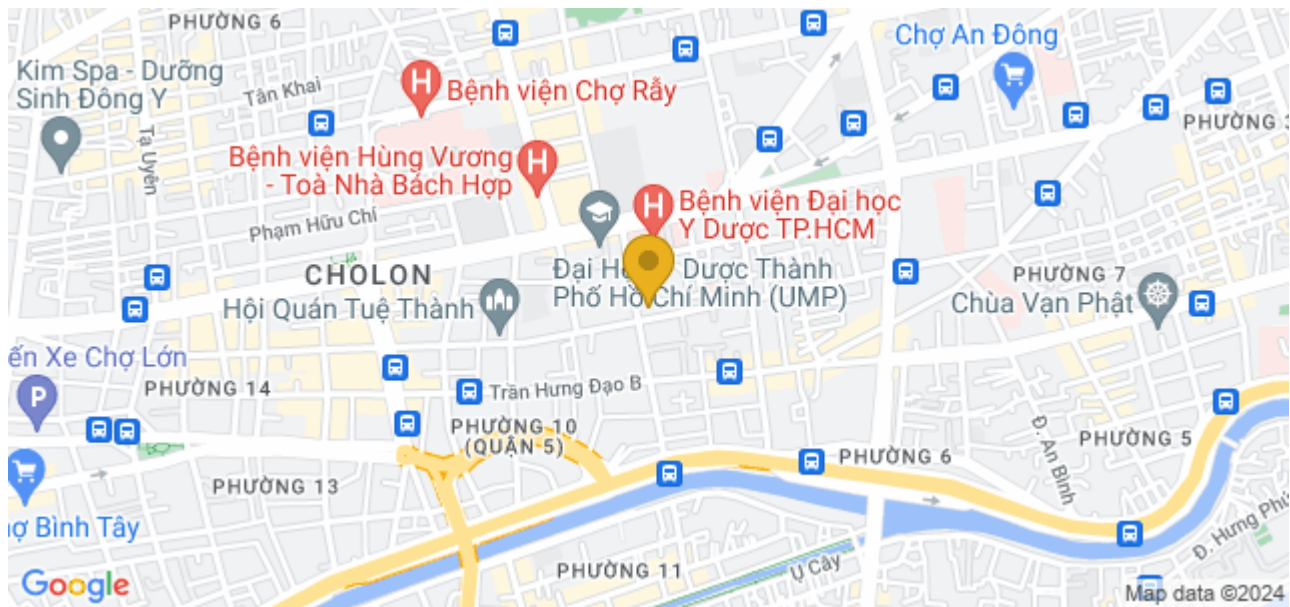 PHƯỜNG 6
Chợ An Đông
Kim Spa - Dưỡng
Sinh Đông Y
Tân Khai
Bệnh viện Chợ Rẫy
Tạ Uyên
PHƯỜNG 3
Bệnh viện Hùng Vương
- Toà Nhà Bách Hợp
Bệnh viện Đại học
Y Dược TP.HCM
Phạm Hữu Chí
CHOLON
Đại Dược Thành
Phố Hồ Chí Minh (UMP)
PHƯỜNG 7
Hội Quán Tuệ Thành
Chùa Vạn Phật
ến Xe Chợ Lớn
PHƯỜNG 14
Trần Hưng Đạo B
PHƯỜNG 10
(QUẬN 5)
Đ. An Bình
PHƯỜNG 5
PHƯỜNG 6
PHƯỜNG 13
ợ Bình Tây
Đ. Hưng Phú
PHƯỜNG 11
Ụ Cây
Google
Map data ©2024